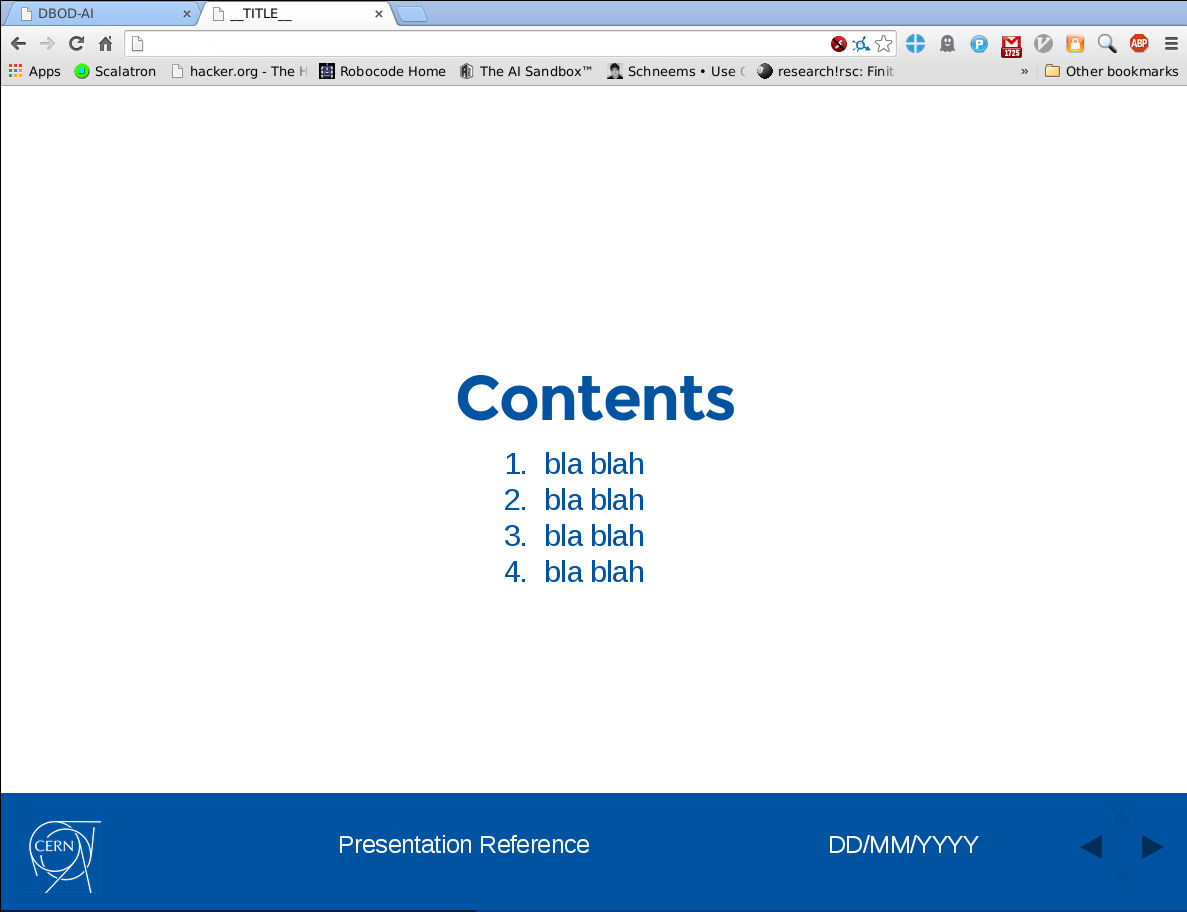 DBOD-AI
__TITLE__
1725
ABP
Apps
Scalatron
hacker.org - The H
Robocode Home
The AI Sandbox™
Schneems • Use
research!rsc: Finit
»
Other bookmarks
Contents
1. bla blah
2. bla blah
3. bla blah
4. bla blah
CERN
Presentation Reference
DD/MM/YYYY